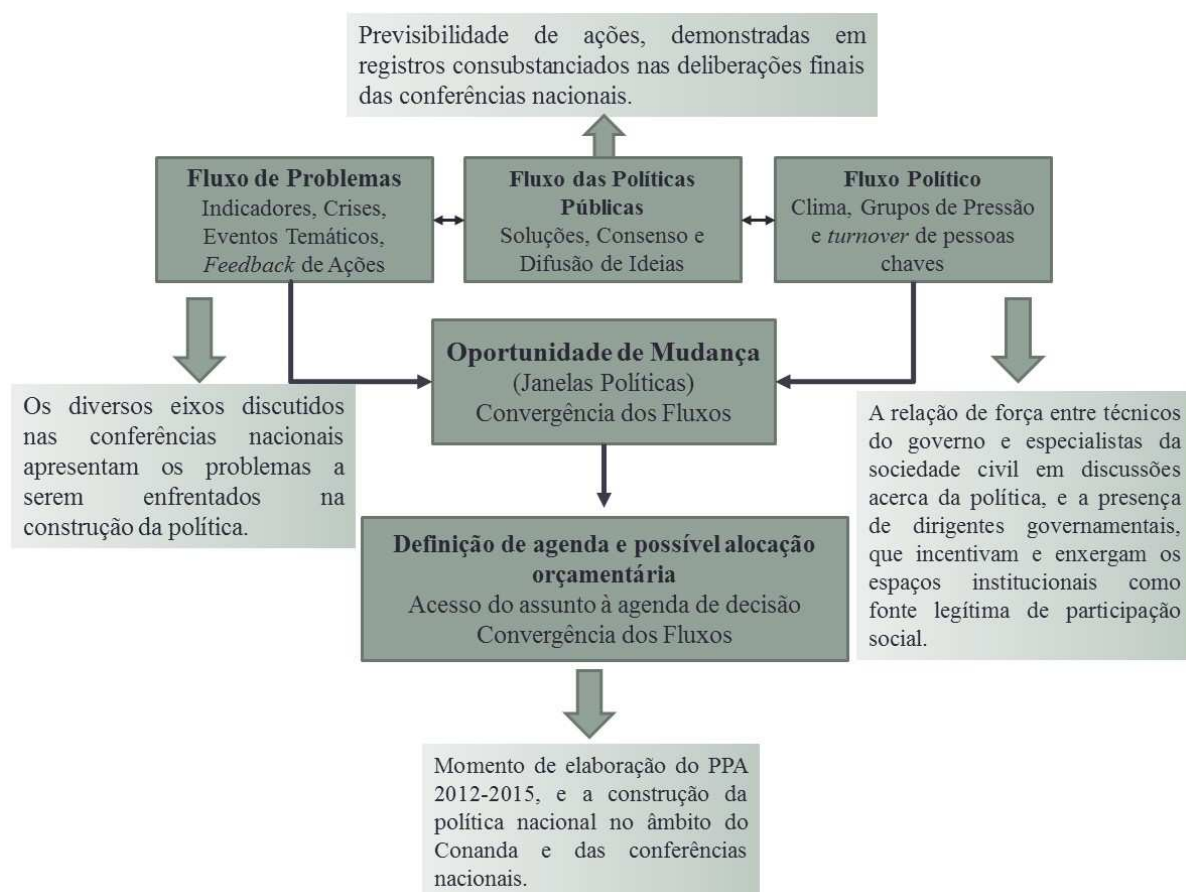 Previsibilidade de ações, demonstradas em
registros consubstanciados nas deliberações finais
das conferências nacionais.
Fluxo de Problemas
Indicadores, Crises,
Eventos Temáticos,
Feedback de Ações
Fluxo das Políticas
Públicas
Soluções, Consenso e
Difusão de Ideias
Fluxo Político
Clima, Grupos de Pressão
e turnover de pessoas
chaves
Oportunidade de Mudança
(Janelas Políticas)
Convergência dos Fluxos
Os diversos eixos discutidos
nas conferências nacionais
apresentam os problemas a
serem enfrentados na
construção da política.
A relação de força entre técnicos
do governo e especialistas da
sociedade civil em discussões
acerca da política, e a presença
de dirigentes governamentais,
que incentivam e enxergam os
espaços institucionais como
fonte legítima de participação
social.
Definição de agenda e possível alocação
orçamentária
Acesso do assunto à agenda de decisão
Convergência dos Fluxos
Momento de elaboração do PPA
2012-2015, e a construção da
política nacional no âmbito do
Conanda e das conferências
nacionais.